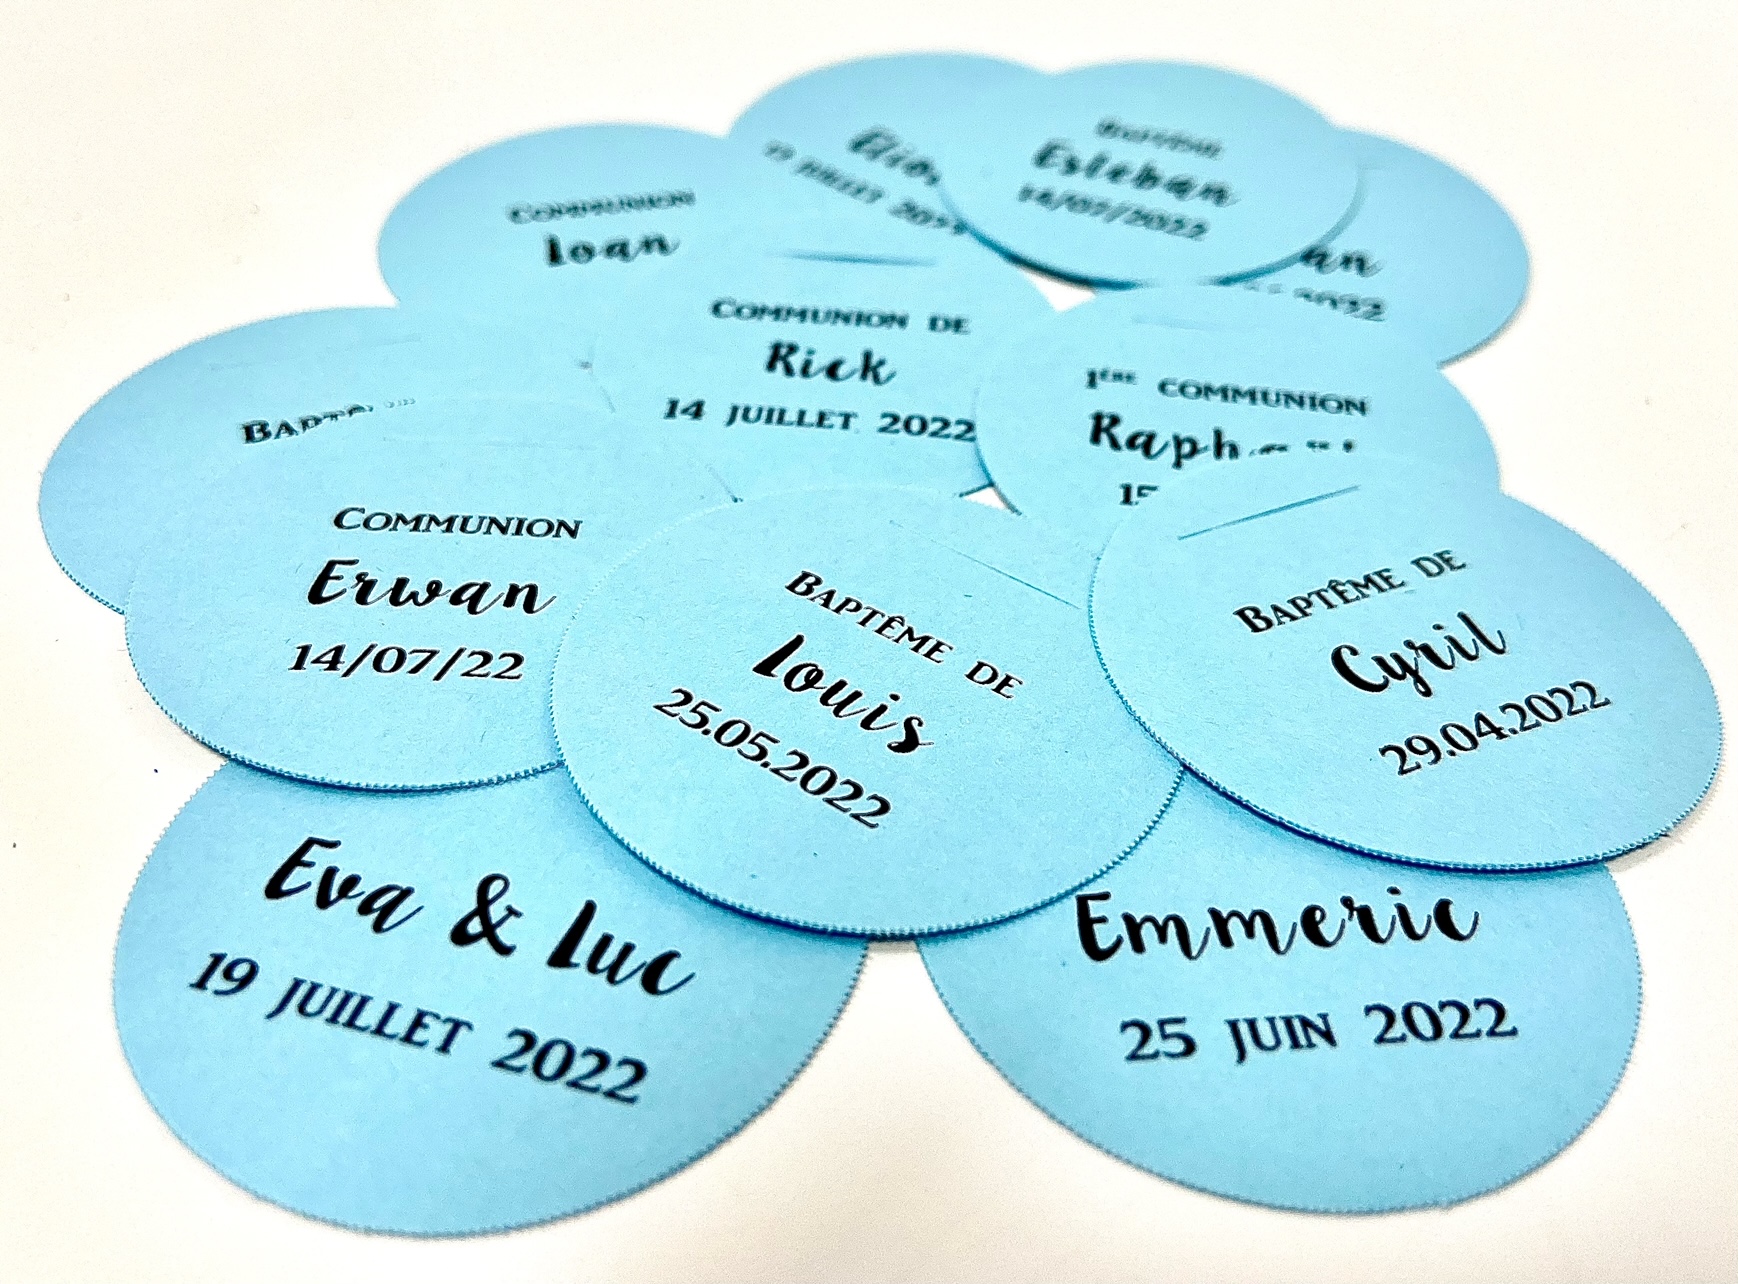 Esteban
14/07/2022
COMMUNION
Ioan
COMMUNION DE
Rick
14 JUILLET 2022
1ÈRE COMMUNION
COMMUNION
Erwan
14/07/22
BAPTÊME DE
Louis
25.05.2022
BAPTÊME DE
Cyril
29.04.2022
Eva & Luc
19 JUILLET 2022
Emmeric
25 JUIN 2022